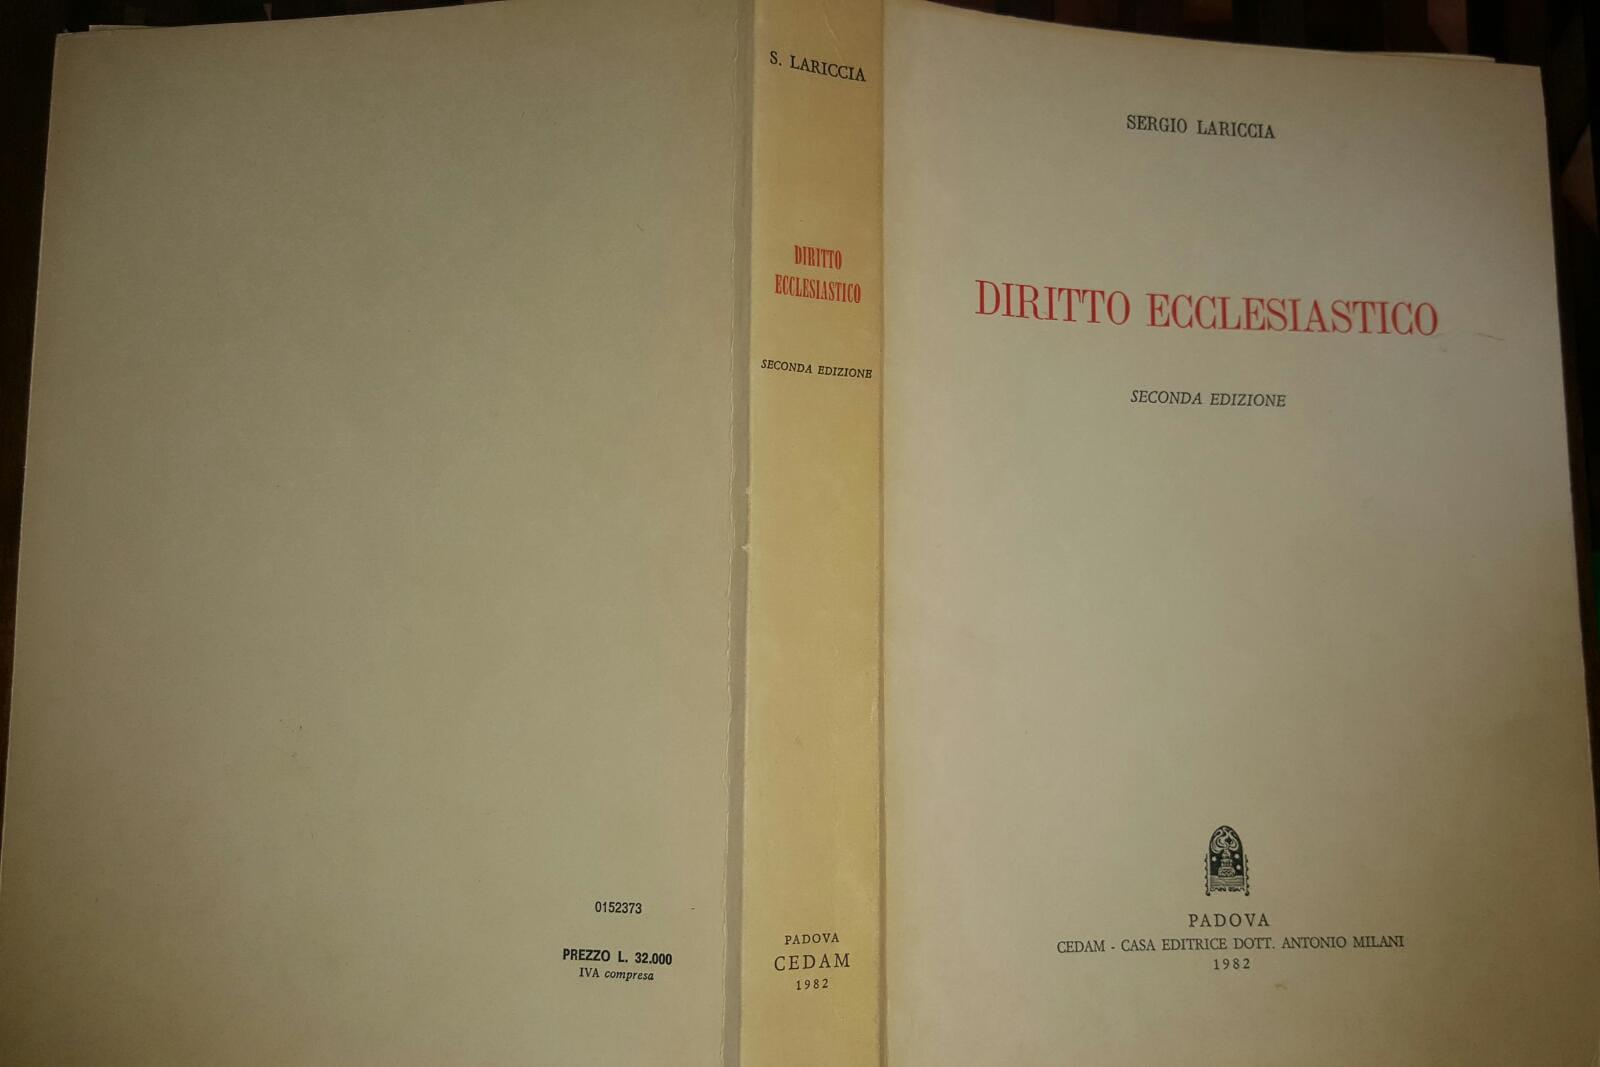 0152373
PREZZO L. 32.000
IVA compresa
S. LARICCIA
DIRITTO
ECCLESIASTICO
SECONDA EDIZIONE
PADOVA
CEDAM
1982
SERGIO LARICCIA
DIRITTO ECCLESIASTICO
SECONDA EDIZIONE
PADOVA
CEDAM - CASA EDITRICE DOTT. ANTONIO MILANI
1982